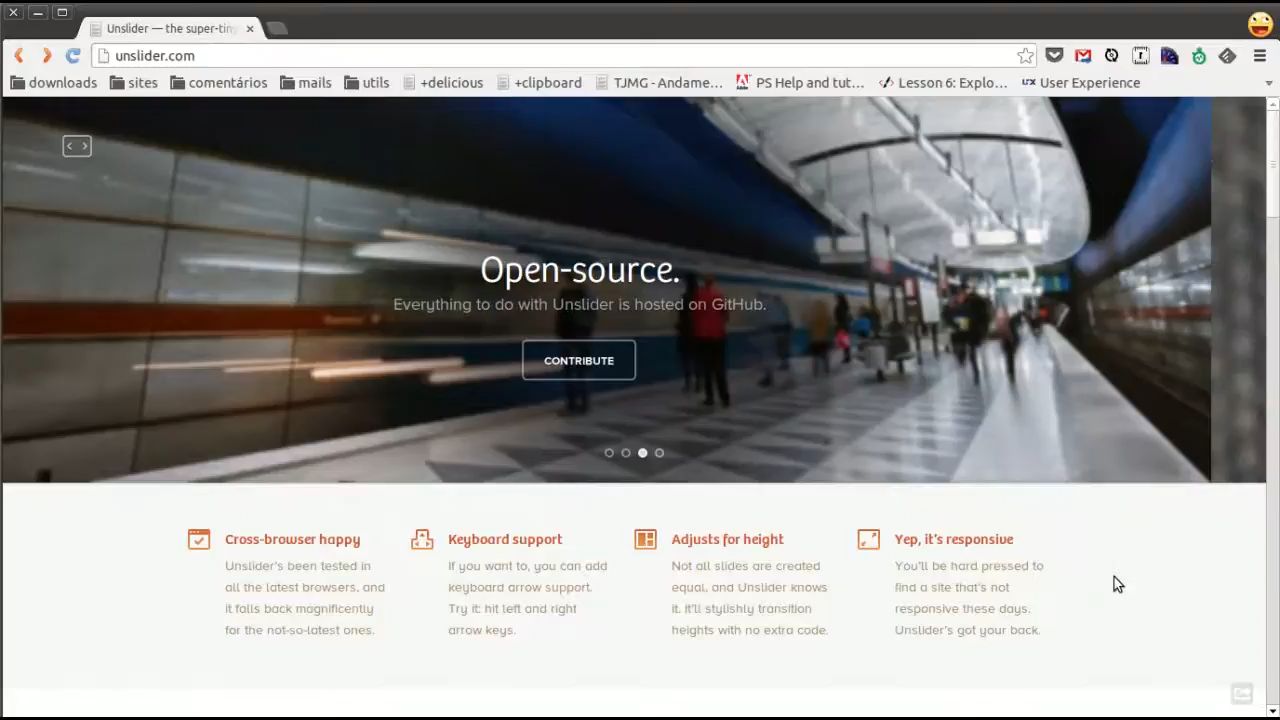 Unslider — the super-tin
unslider.com
downloads sites comentários mails utils +delicious +clipboard TJMG - Andame... PS Help and tut... Lesson 6: Explo... User Experience
Open-source.
Everything to do with Unslider is hosted on GitHub.
CONTRIBUTE
Cross-browser happy
Unslider's been tested in
all the latest browsers, and
it falls back magnificently
for the not-so-latest ones.
Keyboard support
If you want to, you can add
keyboard arrow support.
Try it: hit left and right
arrow keys.
Adjusts for height
Not all slides are created
equal, and Unslider knows
it. It'll stylishly transition
heights with no extra code.
Yep, it's responsive
You'll be hard pressed to
find a site that's not
responsive these days.
Unslider's got your back.